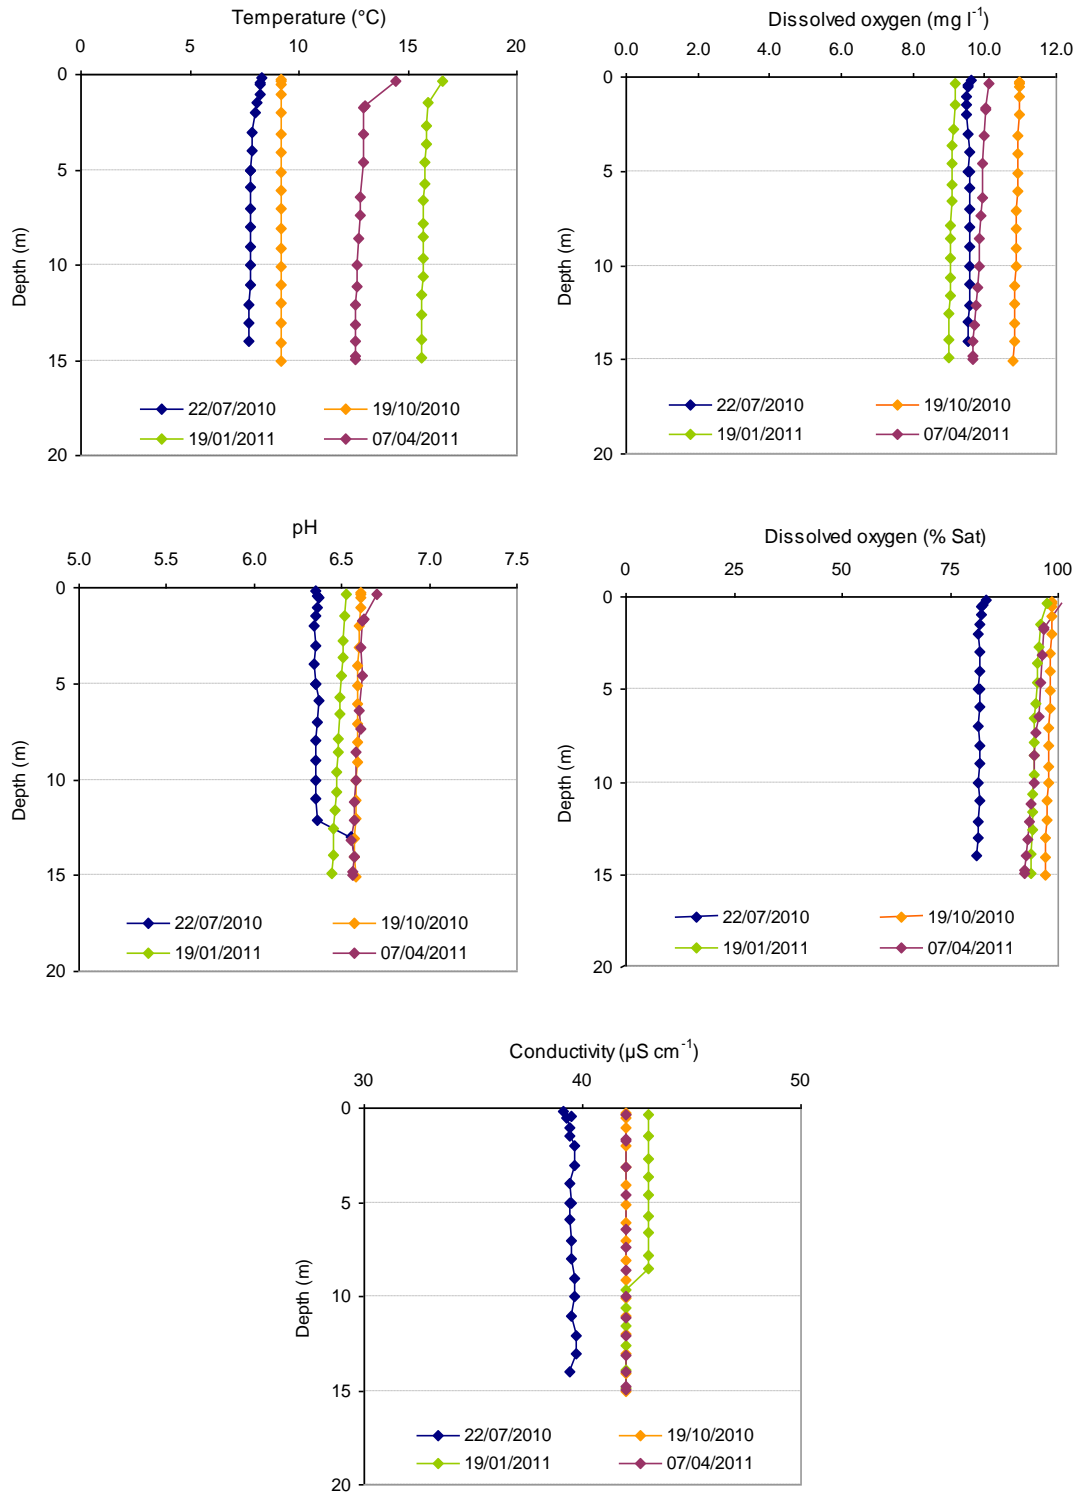 Temperature (°C)
0 5 10 15 20
0
5
10
15
20
Depth (m)
22/07/2010 19/10/2010
19/01/2011 07/04/2011
Dissolved oxygen (mg l⁻¹)
0.0 2.0 4.0 6.0 8.0 10.0 12.0
0
5
10
15
20
Depth (m)
22/07/2010 19/10/2010
19/01/2011 07/04/2011
pH
5.0 5.5 6.0 6.5 7.0 7.5
0
5
10
15
20
Depth (m)
22/07/2010 19/10/2010
19/01/2011 07/04/2011
Dissolved oxygen (% Sat)
0 25 50 75 100
0
5
10
15
20
Depth (m)
22/07/2010 19/10/2010
19/01/2011 07/04/2011
Conductivity (µS cm⁻¹)
30 40 50
0
5
10
15
20
Depth (m)
22/07/2010 19/10/2010
19/01/2011 07/04/2011